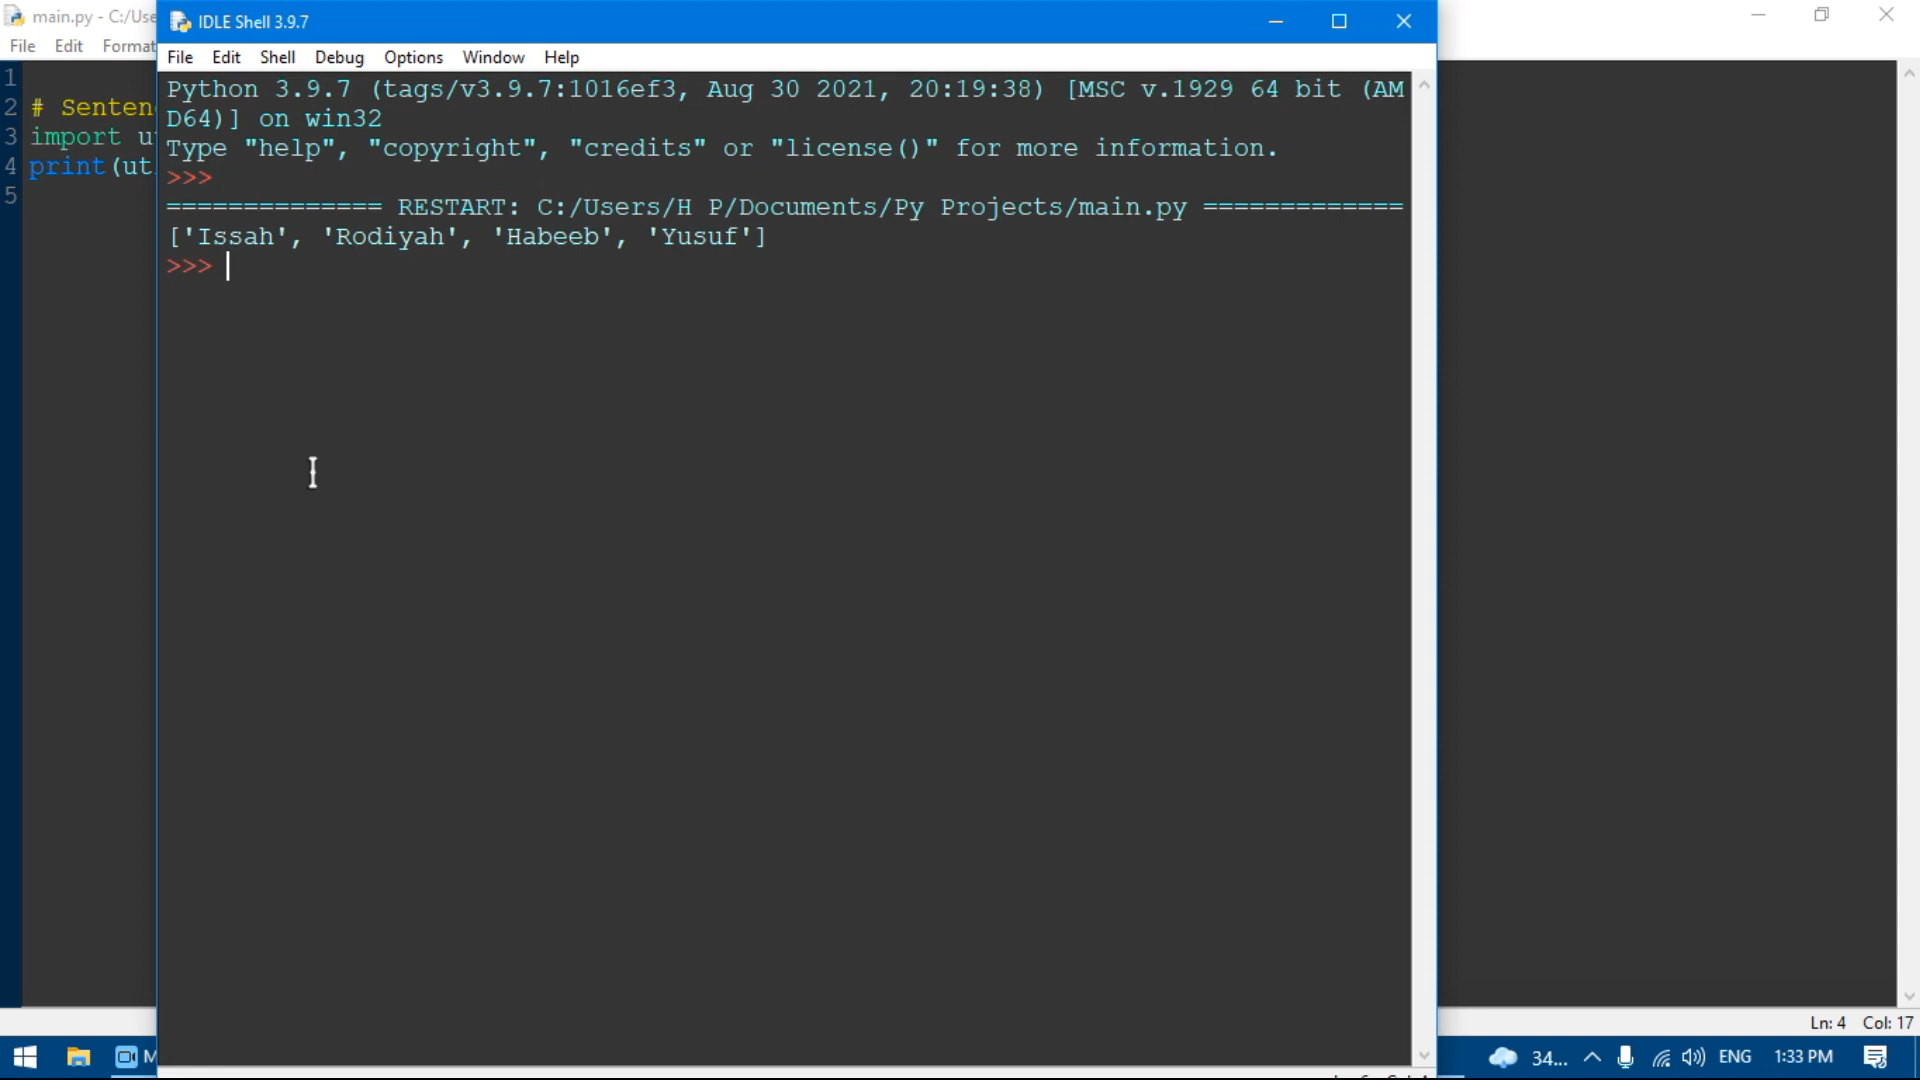 main.py - C:/Use
File Edit Format
1
2 # Senten
3 import u
4 print(ut
5
IDLE Shell 3.9.7
File Edit Shell Debug Options Window Help
Python 3.9.7 (tags/v3.9.7:1016ef3, Aug 30 2021, 20:19:38) [MSC v.1929 64 bit (AM
D64)] on win32
Type "help", "copyright", "credits" or "license()" for more information.
>>>
============== RESTART: C:/Users/H P/Documents/Py Projects/main.py =============
['Issah', 'Rodiyah', 'Habeeb', 'Yusuf']
>>>
Ln: 4 Col: 17
M 34... ENG 1:33 PM